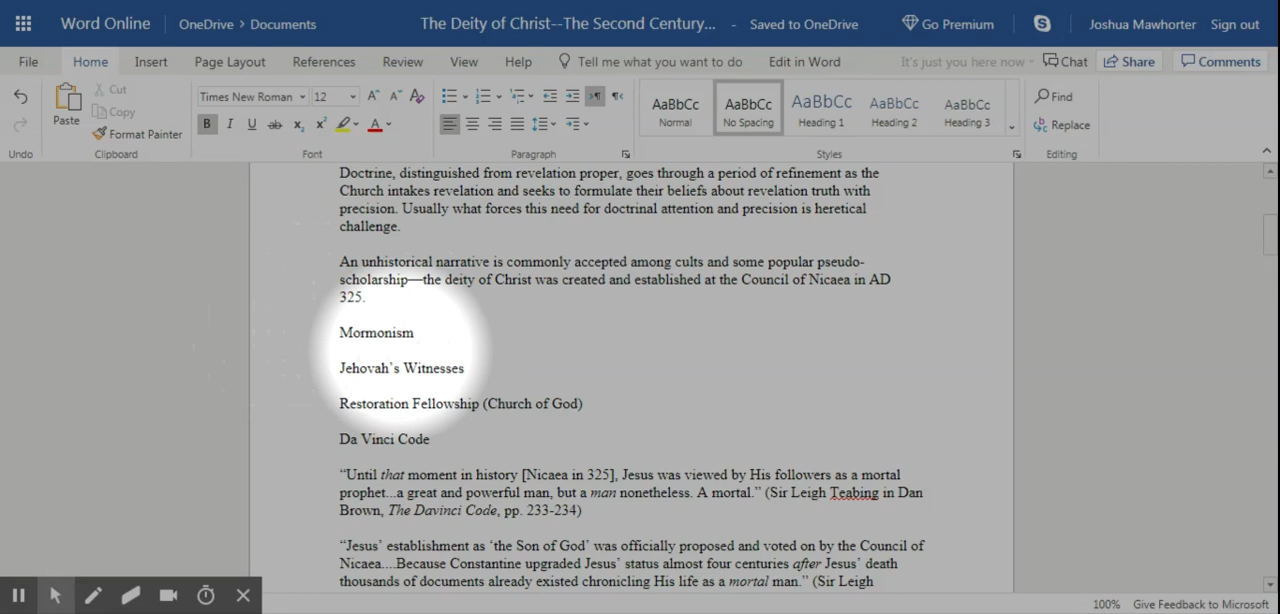 Word Online OneDrive > Documents The Deity of Christ--The Second Century... - Saved to OneDrive Go Premium Joshua Mawhorter Sign out
File Home Insert Page Layout References Review View Help Tell me what you want to do Edit in Word It's just you here now Chat Share Comments
Paste Cut Copy Format Painter
Times New Roman 12
B I U ab x₂ x² A
AaBbCc AaBbCc AaBbCc AaBbCc AaBbCc
Normal No Spacing Heading 1 Heading 2 Heading 3
Find
Replace
Undo Clipboard Font Paragraph Styles Editing
Doctrine, distinguished from revelation proper, goes through a period of refinement as the
Church intakes revelation and seeks to formulate their beliefs about revelation truth with
precision. Usually what forces this need for doctrinal attention and precision is heretical
challenge.
An unhistorical narrative is commonly accepted among cults and some popular pseudo-
scholarship—the deity of Christ was created and established at the Council of Nicaea in AD
325.
Mormonism
Jehovah's Witnesses
Restoration Fellowship (Church of God)
Da Vinci Code
“Until that moment in history [Nicaea in 325], Jesus was viewed by His followers as a mortal
prophet...a great and powerful man, but a man nonetheless. A mortal.” (Sir Leigh Teabing in Dan
Brown, The Davinci Code, pp. 233-234)
“Jesus’ establishment as ‘the Son of God’ was officially proposed and voted on by the Council of
Nicaea....Because Constantine upgraded Jesus’ status almost four centuries after Jesus’ death
thousands of documents already existed chronicling His life as a mortal man.” (Sir Leigh
100% Give Feedback to Microsoft